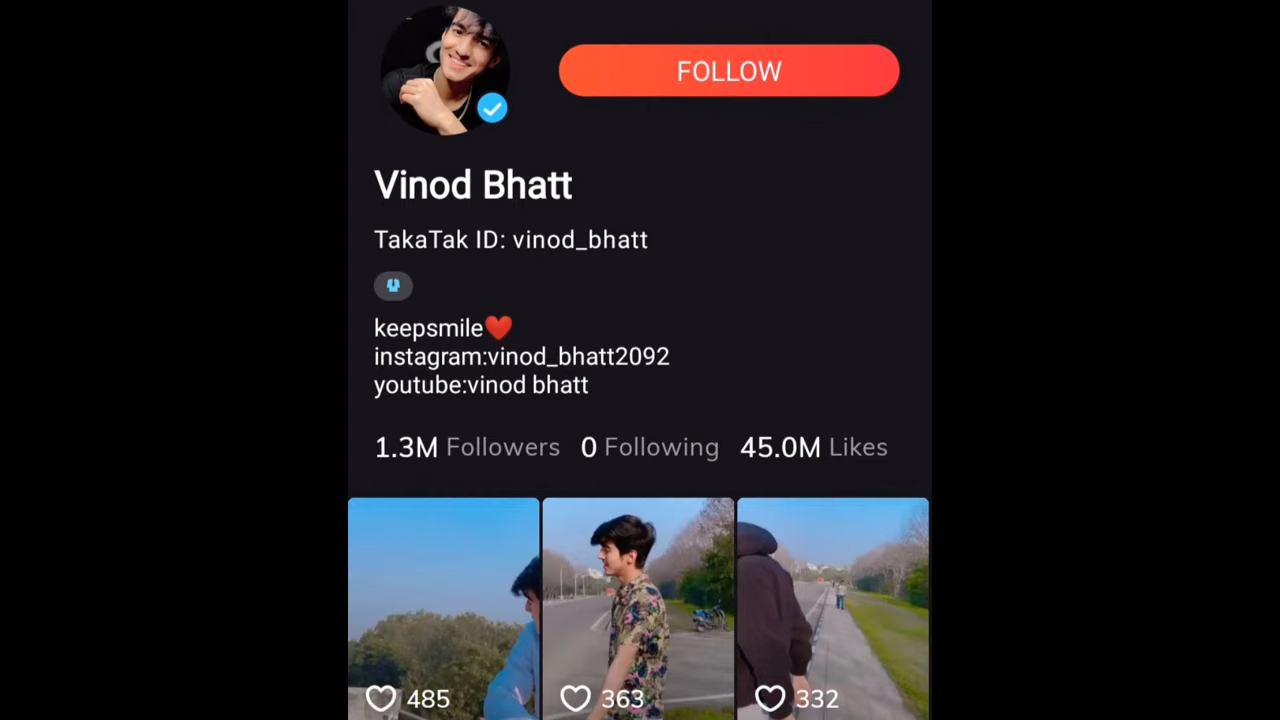 FOLLOW
Vinod Bhatt
TakaTak ID: vinod_bhatt
keepsmile❤️
instagram:vinod_bhatt2092
youtube:vinod bhatt
1.3M Followers 0 Following 45.0M Likes
485 363 332